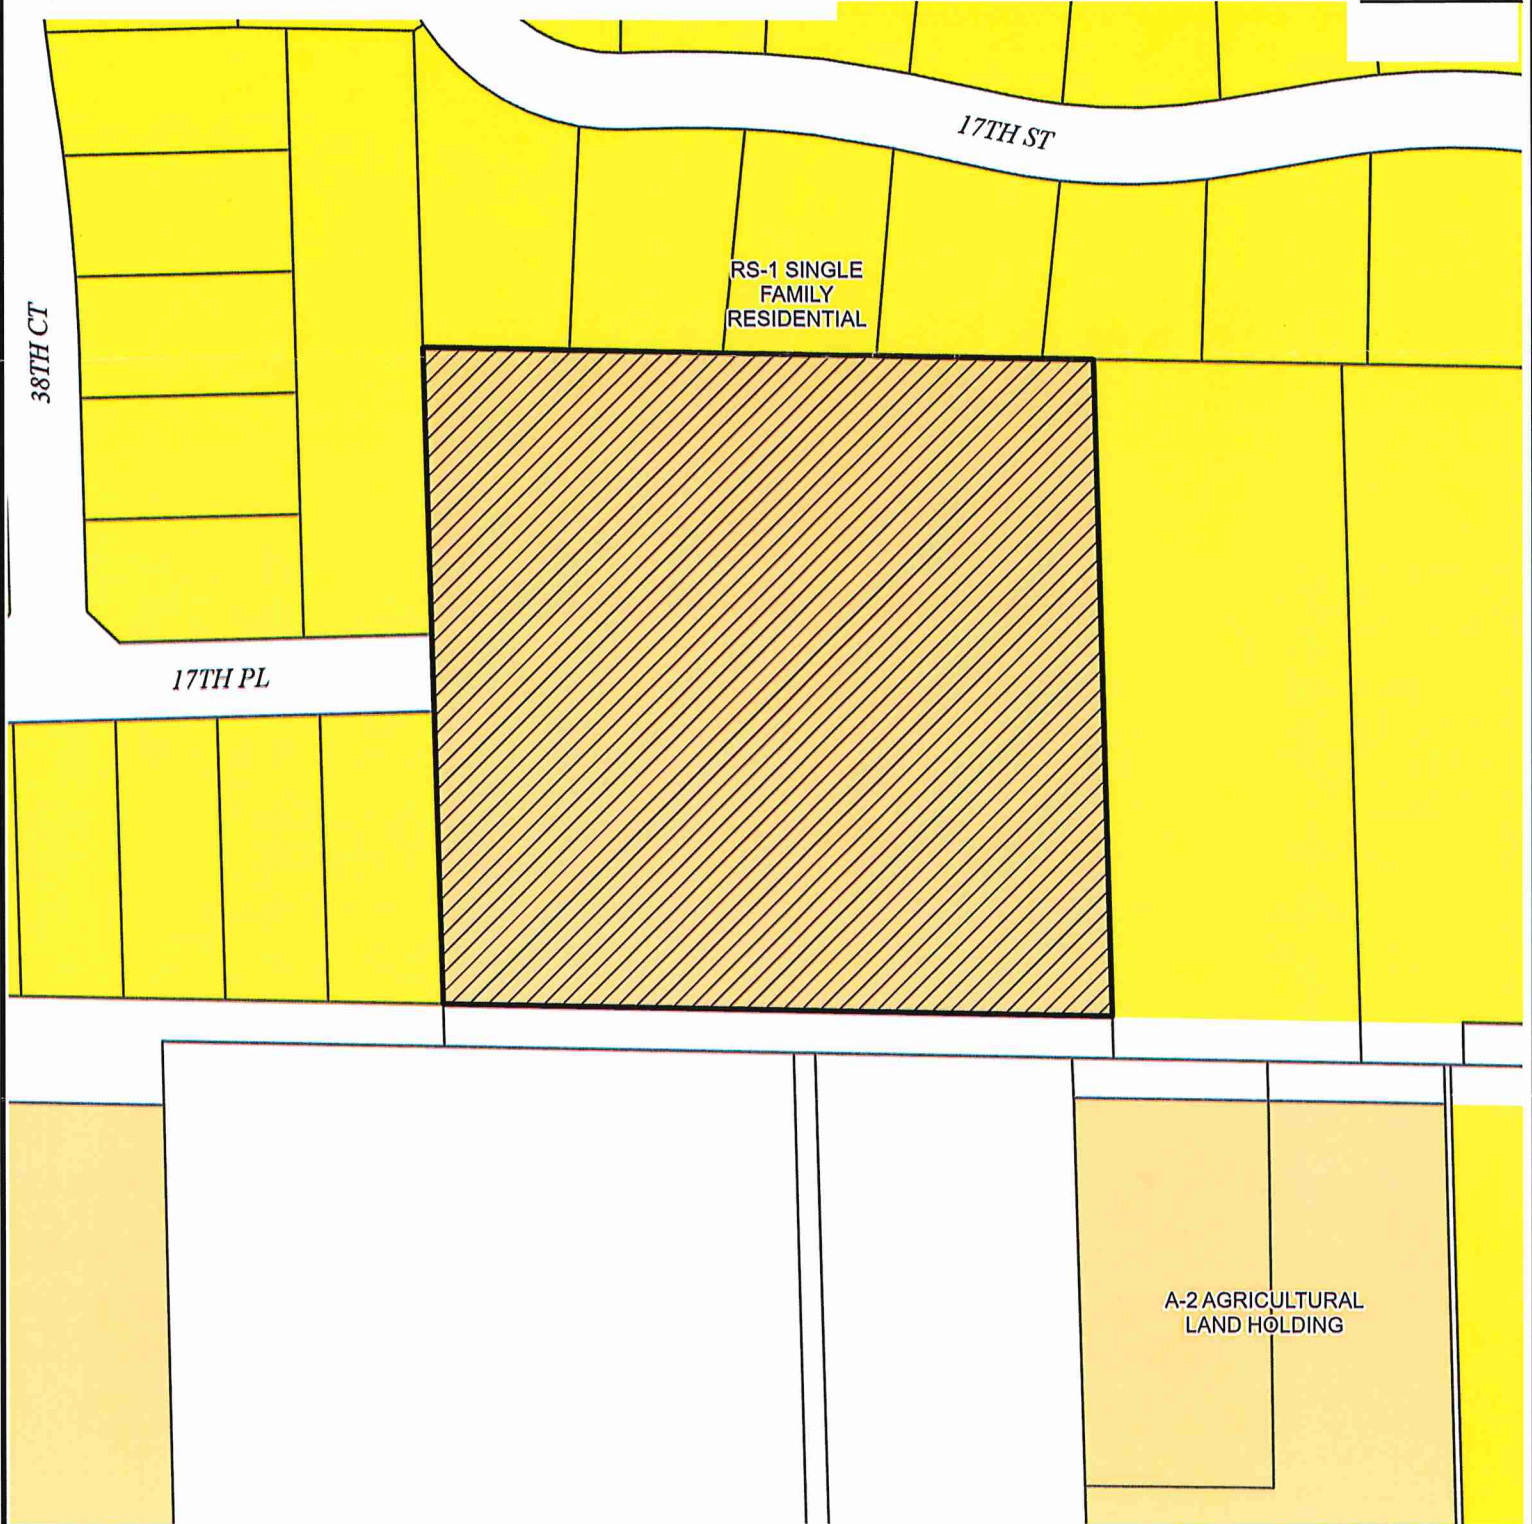 17TH ST
RS-1 SINGLE
FAMILY
RESIDENTIAL
38TH CT
17TH PL
A-2 AGRICULTURAL
LAND HOLDING